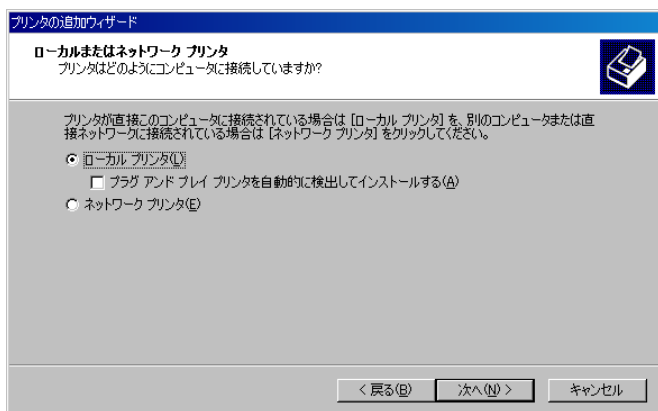 プリンタの追加ウィザード
ローカルまたはネットワーク プリンタ
プリンタはどのようにコンピュータに接続していますか?
プリンタが直接このコンピュータに接続されている場合は [ローカル プリンタ] を、別のコンピュータまたは直
接ネットワークに接続されている場合は [ネットワーク プリンタ] をクリックしてください。
ローカル プリンタ(L)
プラグ アンド プレイ プリンタを自動的に検出してインストールする(A)
ネットワーク プリンタ(E)
< 戻る(B) 次へ(N) > キャンセル